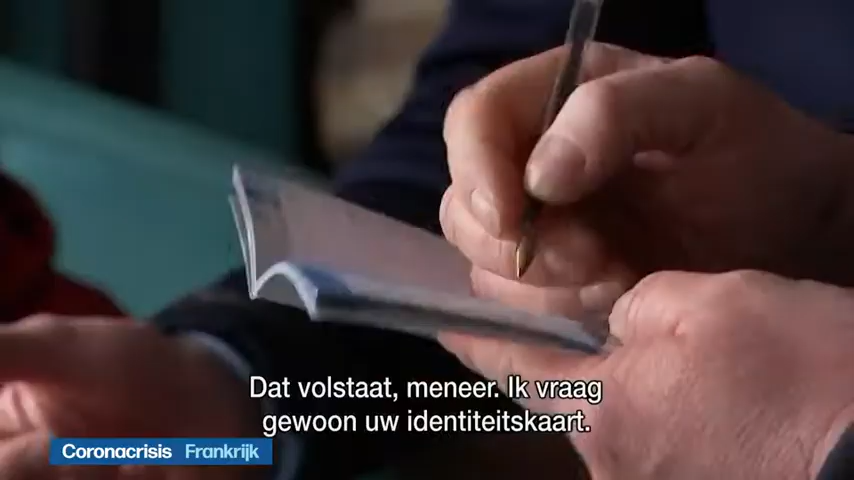 Dat volstaat, meneer. Ik vraag
gewoon uw identiteitskaart.
Coronacrisis Frankrijk